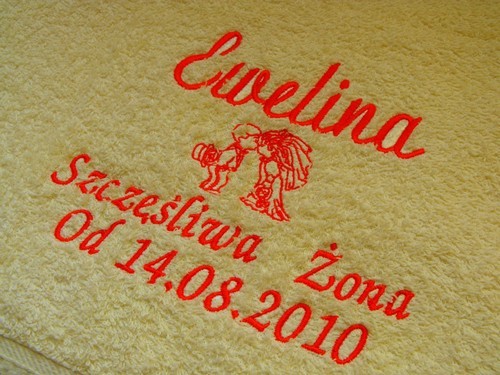 Ewelina
Szczęśliwa Żona
Od 14.08.2010